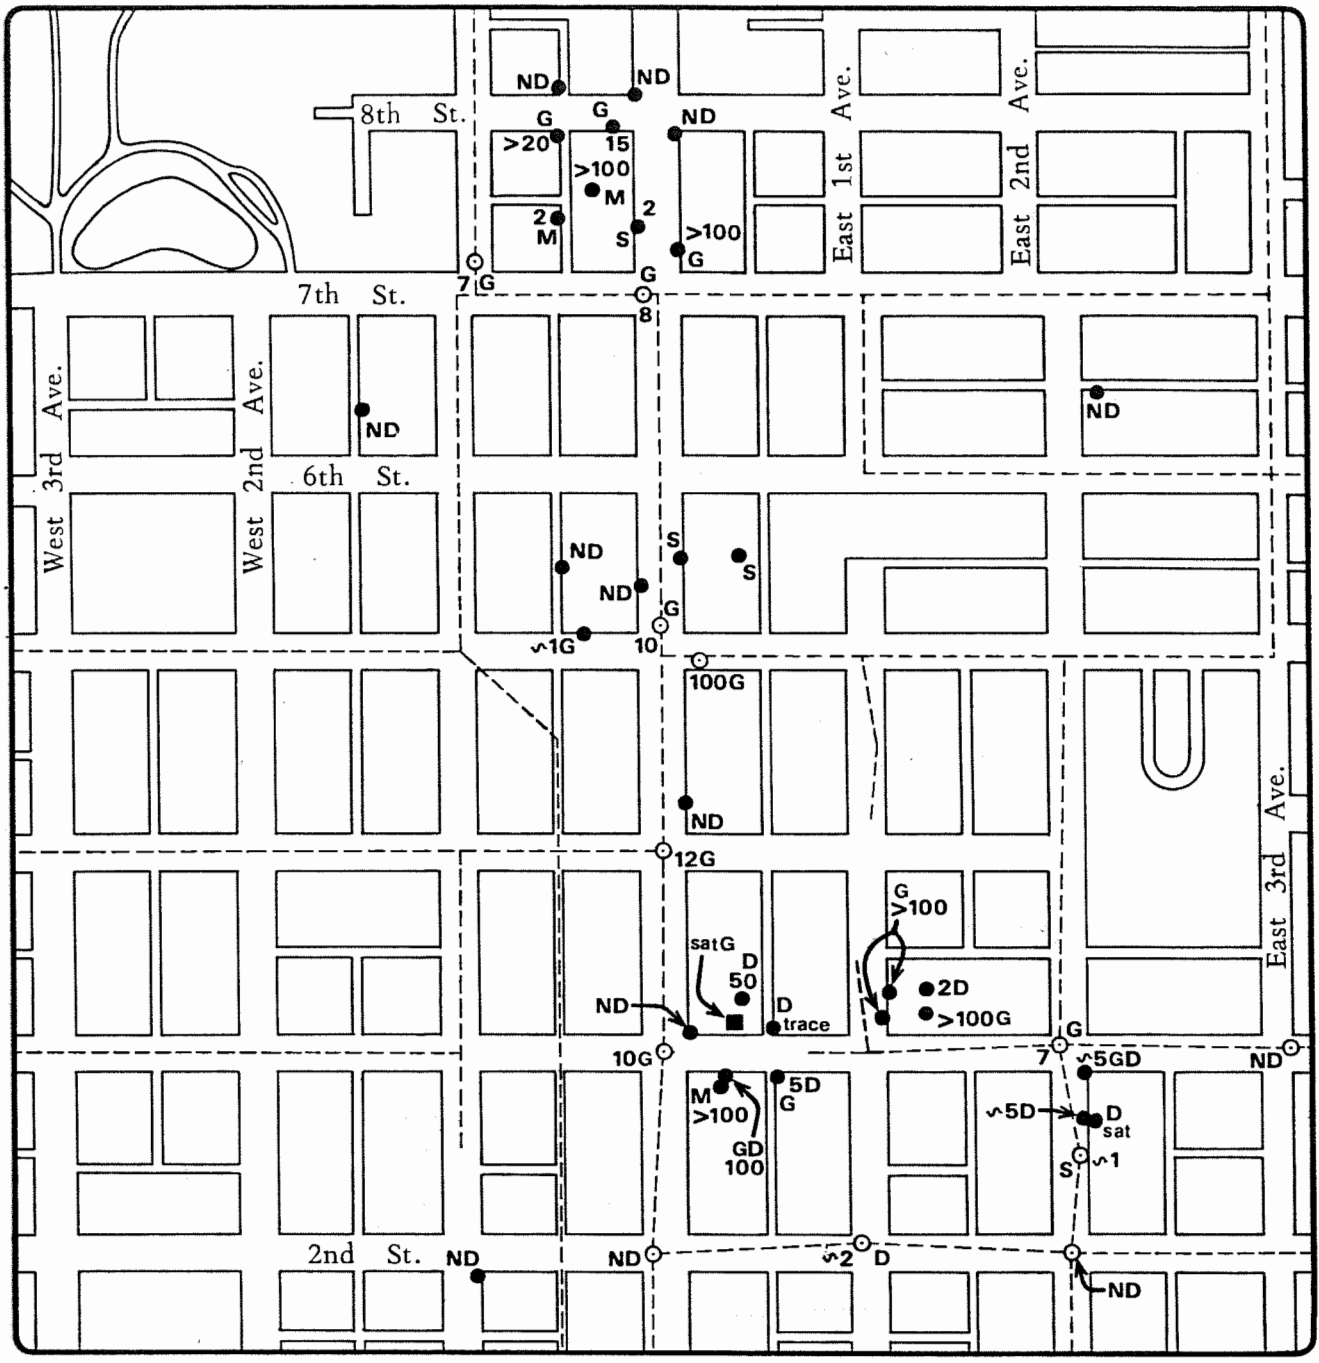 ND
ND
8th St.
G
>20
G
15
ND
>100
M
2
M
2
S
>100
G
East 1st Ave.
East 2nd Ave.
7 G
G
8
7th St.
West 3rd Ave.
West 2nd Ave.
ND
ND
6th St.
ND
ND
S
S
G
10
∽1G
100G
ND
12G
East 3rd Ave.
G
>100
sat G
D
50
ND
D
trace
2D
>100G
10G
G
7
∽5GD
ND
M
>100
5D
G
GD
100
∽5D
D
sat
S
∽1
2nd St.
ND
ND
∽2 D
ND